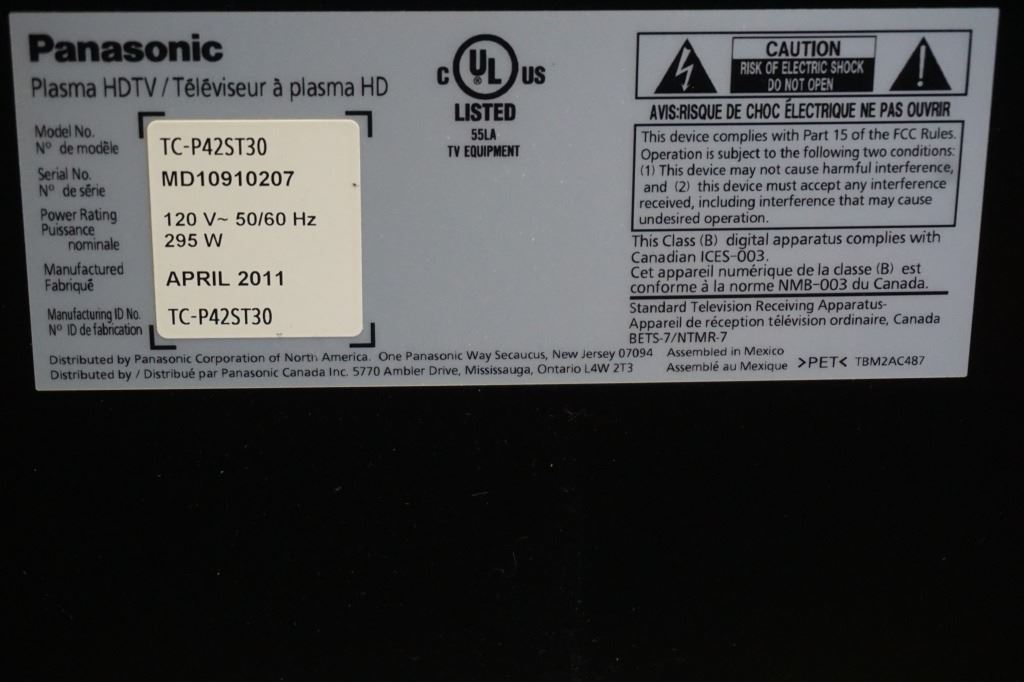 Panasonic
Plasma HDTV / Téléviseur à plasma HD
Model No.
N° de modèle
TC-P42ST30
Serial No.
N° de série
MD10910207
Power Rating
Puissance
nominale
120 V~ 50/60 Hz
295 W
Manufactured
Fabriqué
APRIL 2011
Manufacturing ID No.
N° ID de fabrication
TC-P42ST30
C UL US
®
LISTED
55LA
TV EQUIPMENT
CAUTION
RISK OF ELECTRIC SHOCK
DO NOT OPEN
AVIS:RISQUE DE CHOC ÉLECTRIQUE NE PAS OUVRIR
This device complies with Part 15 of the FCC Rules.
Operation is subject to the following two conditions:
(1) This device may not cause harmful interference,
and (2) this device must accept any interference
received, including interference that may cause
undesired operation.
This Class (B) digital apparatus complies with
Canadian ICES-003.
Cet appareil numérique de la classe (B) est
conforme à la norme NMB-003 du Canada.
Standard Television Receiving Apparatus-
Appareil de réception télévision ordinaire, Canada
BETS-7/NTMR-7
Distributed by Panasonic Corporation of North America. One Panasonic Way Secaucus, New Jersey 07094
Distributed by / Distribué par Panasonic Canada Inc. 5770 Ambler Drive, Mississauga, Ontario L4W 2T3
Assembled in Mexico
Assemblé au Mexique
>PET< TBM2AC487